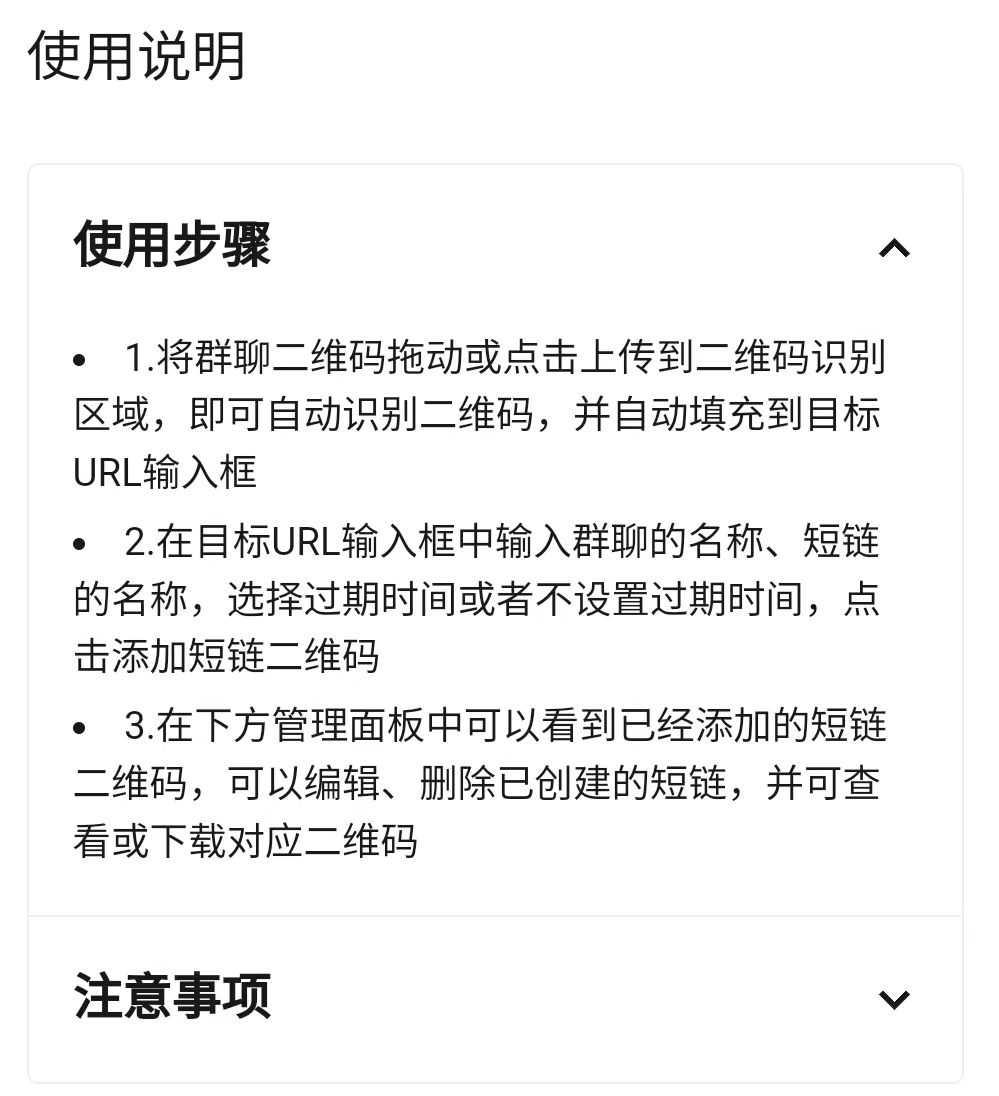 使用说明
使用步骤
• 1.将群聊二维码拖动或点击上传到二维码识别
区域，即可自动识别二维码，并自动填充到目标
URL输入框
• 2.在目标URL输入框中输入群聊的名称、短链
的名称，选择过期时间或者不设置过期时间，点
击添加短链二维码
• 3.在下方管理面板中可以看到已经添加的短链
二维码，可以编辑、删除已创建的短链，并可查
看或下载对应二维码
注意事项